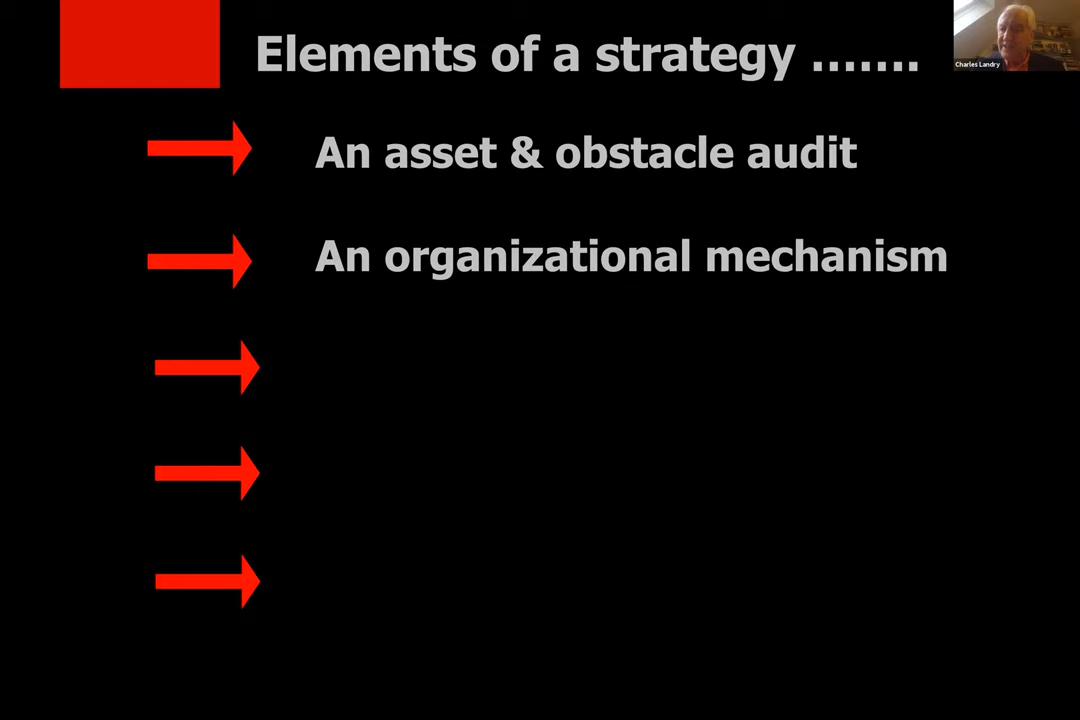 Elements of a strategy .......
Charles Landry
An asset & obstacle audit
An organizational mechanism